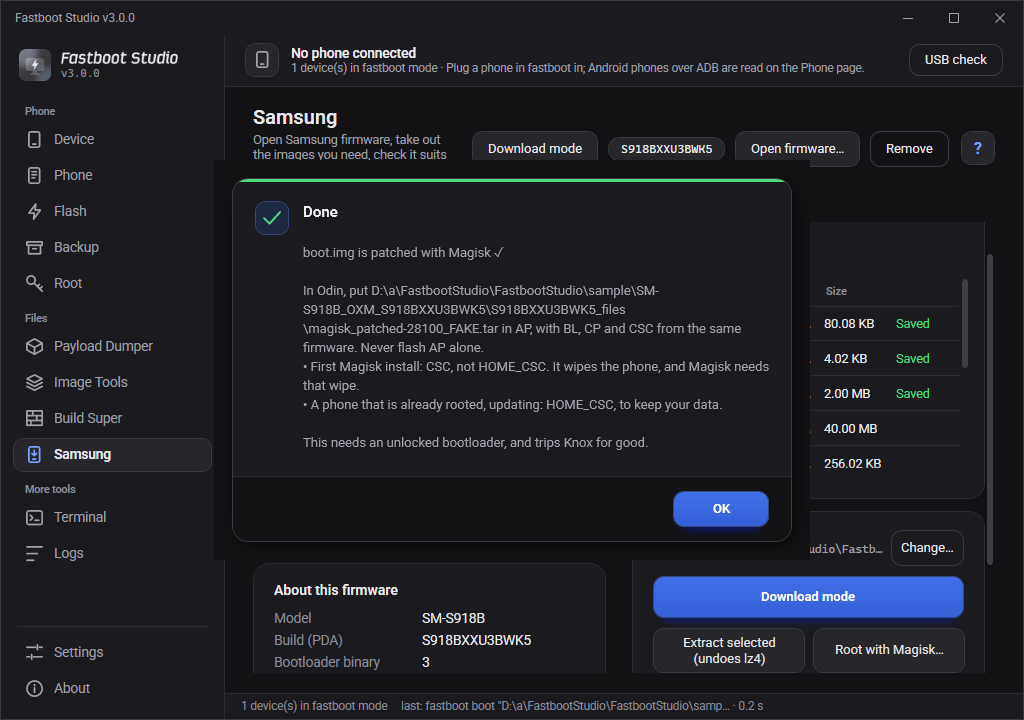 Fastboot Studio v3.0.0
Fastboot Studio
v3.0.0
Phone
Device
Phone
Flash
Backup
Root
Files
Payload Dumper
Image Tools
Build Super
Samsung
More tools
Terminal
Logs
Settings
About
No phone connected
1 device(s) in fastboot mode · Plug a phone in fastboot in; Android phones over ADB are read on the Phone page.
USB check
Samsung
Open Samsung firmware, take out
the images you need, check it suits
Download mode
S918BXXU3BWK5
Open firmware…
Remove
?
Done
boot.img is patched with Magisk ✓
In Odin, put D:\a\FastbootStudio\FastbootStudio\sample\SM-
S918B_OXM_S918BXXU3BWK5\S918BXXU3BWK5_files
\magisk_patched-28100_FAKE.tar in AP, with BL, CP and CSC from the same
firmware. Never flash AP alone.
• First Magisk install: CSC, not HOME_CSC. It wipes the phone, and Magisk needs
that wipe.
• A phone that is already rooted, updating: HOME_CSC, to keep your data.
This needs an unlocked bootloader, and trips Knox for good.
OK
Size
80.08 KB Saved
4.02 KB Saved
2.00 MB Saved
40.00 MB
256.02 KB
About this firmware
Model SM-S918B
Build (PDA) S918BXXU3BWK5
Bootloader binary 3
udio\Fastb…
Change…
Download mode
Extract selected
(undoes lz4)
Root with Magisk…
1 device(s) in fastboot mode last: fastboot boot "D:\a\FastbootStudio\FastbootStudio\samp… · 0.2 s